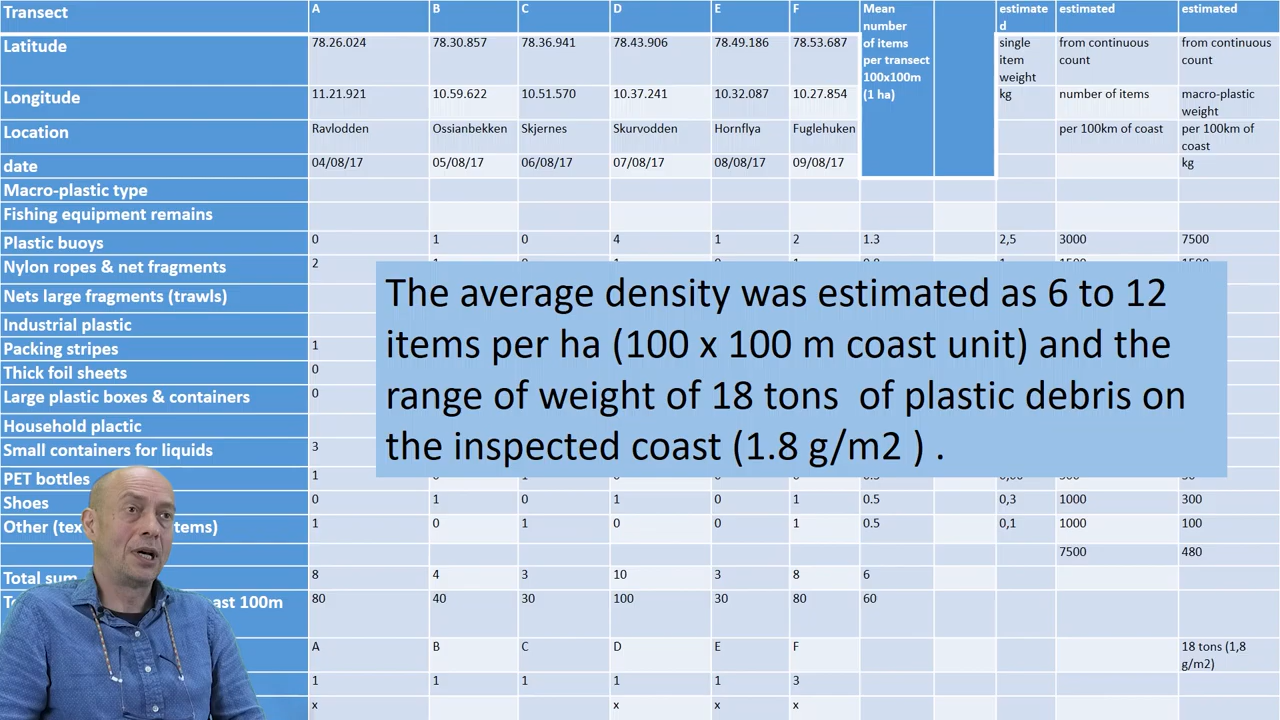 Transect A B C D E F Mean number of items per transect 100x100m (1 ha) estimated single item weight estimated from continuous count estimated from continuous count
Latitude 78.26.024 78.30.857 78.36.941 78.43.906 78.49.186 78.53.687
Longitude 11.21.921 10.59.622 10.51.570 10.37.241 10.32.087 10.27.854 kg number of items macro-plastic weight
Location Ravlodden Ossianbekken Skjernes Skurvodden Hornflya Fuglehuken per 100km of coast per 100km of coast
date 04/08/17 05/08/17 06/08/17 07/08/17 08/08/17 09/08/17 kg
Macro-plastic type
Fishing equipment remains
Plastic buoys 0 1 0 4 1 2 1.3 2,5 3000 7500
Nylon ropes & net fragments 2
Nets large fragments (trawls)
Industrial plastic
Packing stripes 1
Thick foil sheets 0
Large plastic boxes & containers 0
Household plactic
Small containers for liquids 3
PET bottles 1
The average density was estimated as 6 to 12
items per ha (100 x 100 m coast unit) and the
range of weight of 18 tons of plastic debris on
the inspected coast (1.8 g/m2 ) .
Shoes 0 1 0 1 0 1 0.5 0,3 1000 300
Other (tex tems) 1 0 1 0 0 1 0.5 0,1 1000 100
7500 480
Total sum 8 4 3 10 3 8 6
ast 100m 80 40 30 100 30 80 60
A B C D E F 18 tons (1,8 g/m2)
1 1 1 1 1 3
x x x x